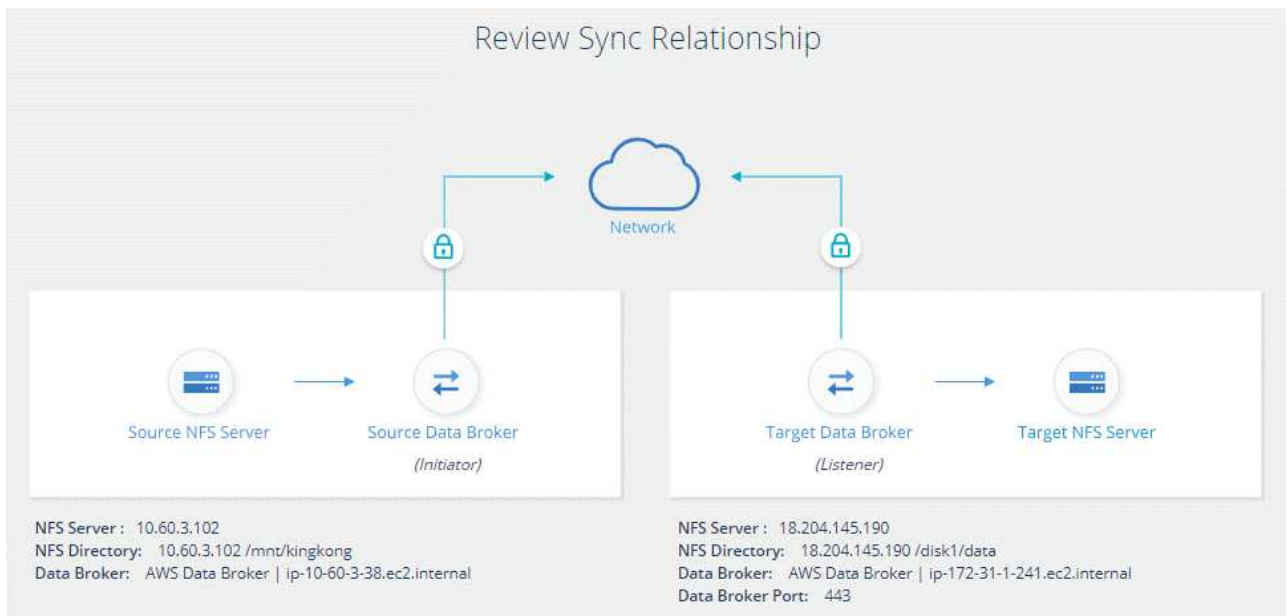 Review Sync Relationship
Network
Source NFS Server
Source Data Broker
(Initiator)
Target Data Broker
(Listener)
Target NFS Server
NFS Server : 10.60.3.102
NFS Directory: 10.60.3.102 /mnt/kingkong
Data Broker: AWS Data Broker | ip-10-60-3-38.ec2.internal
NFS Server : 18.204.145.190
NFS Directory: 18.204.145.190 /disk1/data
Data Broker: AWS Data Broker | ip-172-31-1-241.ec2.internal
Data Broker Port: 443